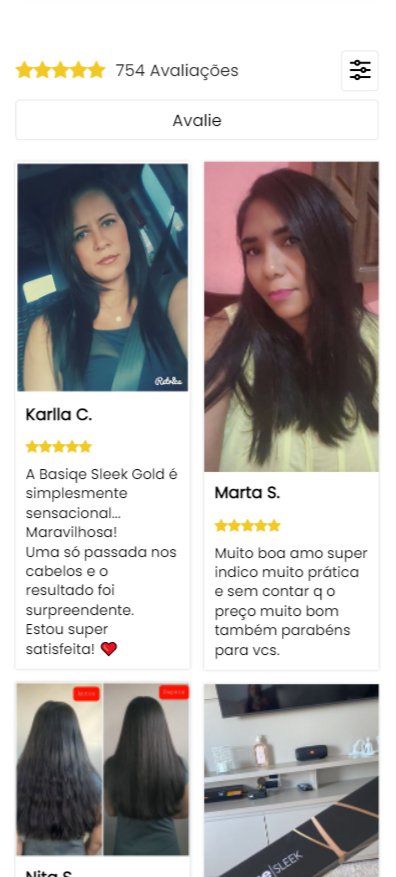 754 Avaliações
Avalie
Retrica
Karlla C.
A Basiqe Sleek Gold é
simplesmente
sensacional...
Maravilhosa!
Uma só passada nos
cabelos e o
resultado foi
surpreendente.
Estou super
satisfeita! ❤️
Marta S.
Muito boa amo super
indico muito prática
e sem contar q o
preço muito bom
também parabéns
para vcs.
Antes
Depois
SLEEK
Nita S.